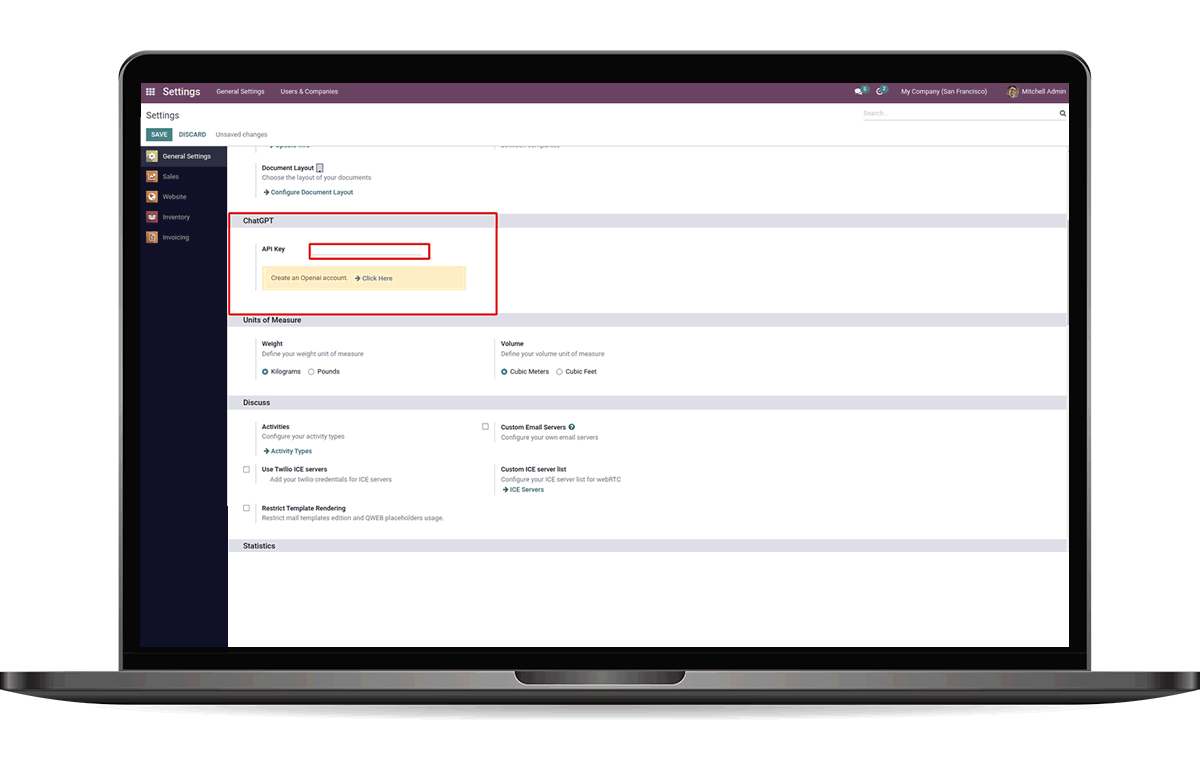 Settings General Settings Users & Companies 5 2 My Company (San Francisco) Mitchell Admin
Settings
Search...
SAVE DISCARD Unsaved changes
General Settings
Sales
Website
Inventory
Invoicing
Document Layout
Choose the layout of your documents
Configure Document Layout
ChatGPT
API Key
Create an Openai account. Click Here
Units of Measure
Weight
Define your weight unit of measure
Kilograms Pounds
Volume
Define your volume unit of measure
Cubic Meters Cubic Feet
Discuss
Activities
Configure your activity types
Activity Types
Custom Email Servers ?
Configure your own email servers
Use Twilio ICE servers
Add your twilio credentials for ICE servers
Custom ICE server list
Configure your ICE server list for webRTC
ICE Servers
Restrict Template Rendering
Restrict mail templates edition and QWEB placeholders usage.
Statistics